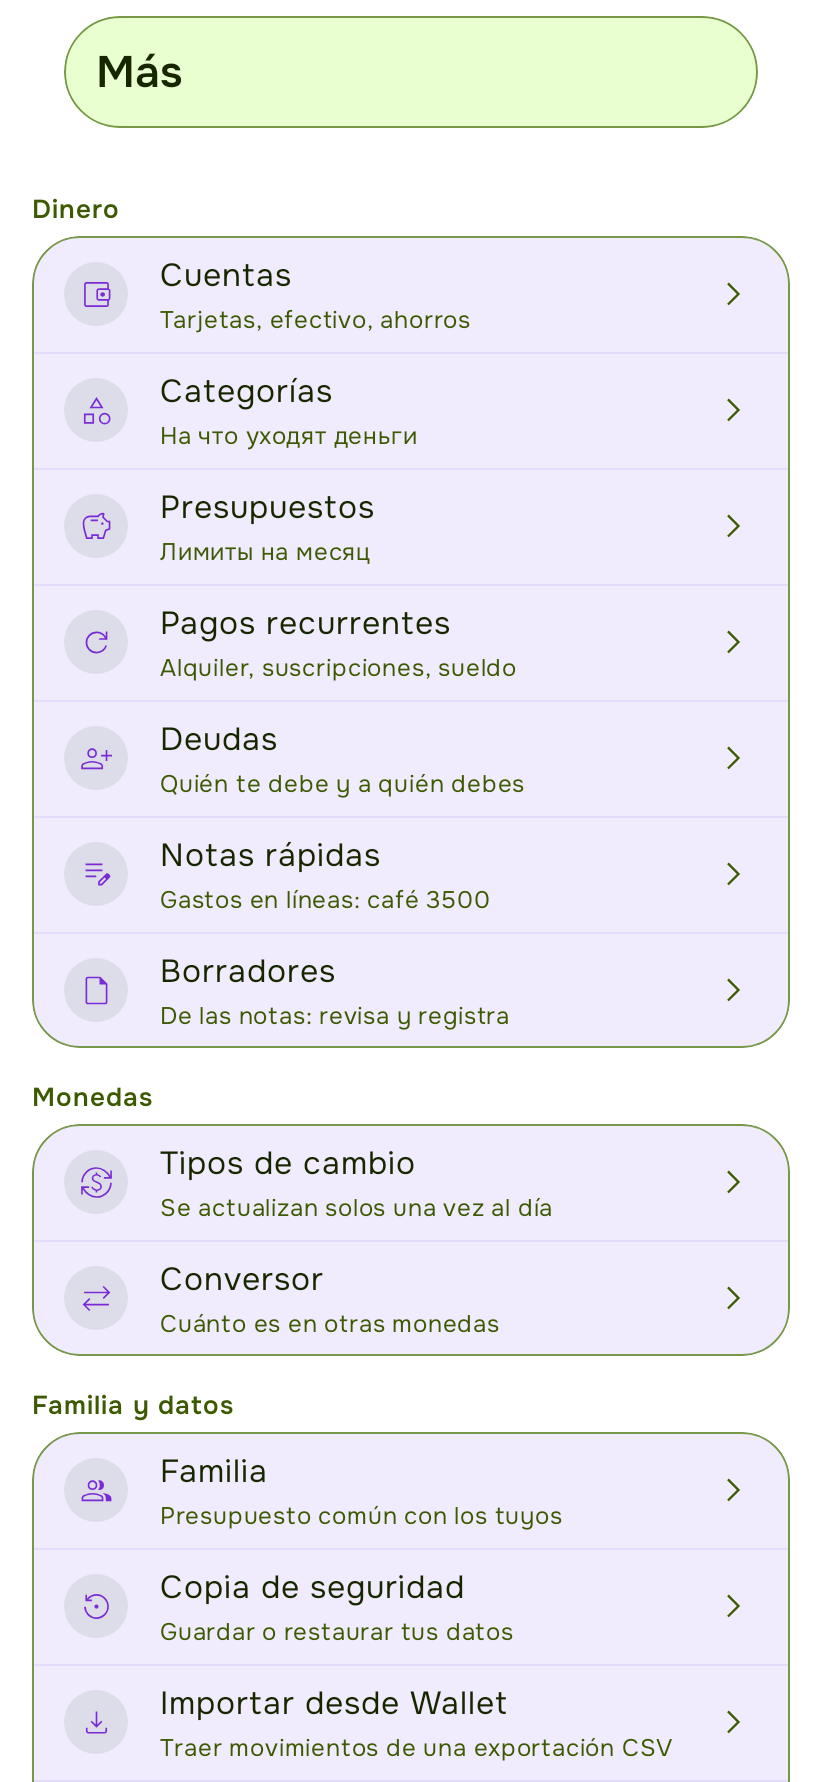 Más
Dinero
Cuentas
Tarjetas, efectivo, ahorros
Categorías
На что уходят деньги
Presupuestos
Лимиты на месяц
Pagos recurrentes
Alquiler, suscripciones, sueldo
Deudas
Quién te debe y a quién debes
Notas rápidas
Gastos en líneas: café 3500
Borradores
De las notas: revisa y registra
Monedas
Tipos de cambio
Se actualizan solos una vez al día
Conversor
Cuánto es en otras monedas
Familia y datos
Familia
Presupuesto común con los tuyos
Copia de seguridad
Guardar o restaurar tus datos
Importar desde Wallet
Traer movimientos de una exportación CSV